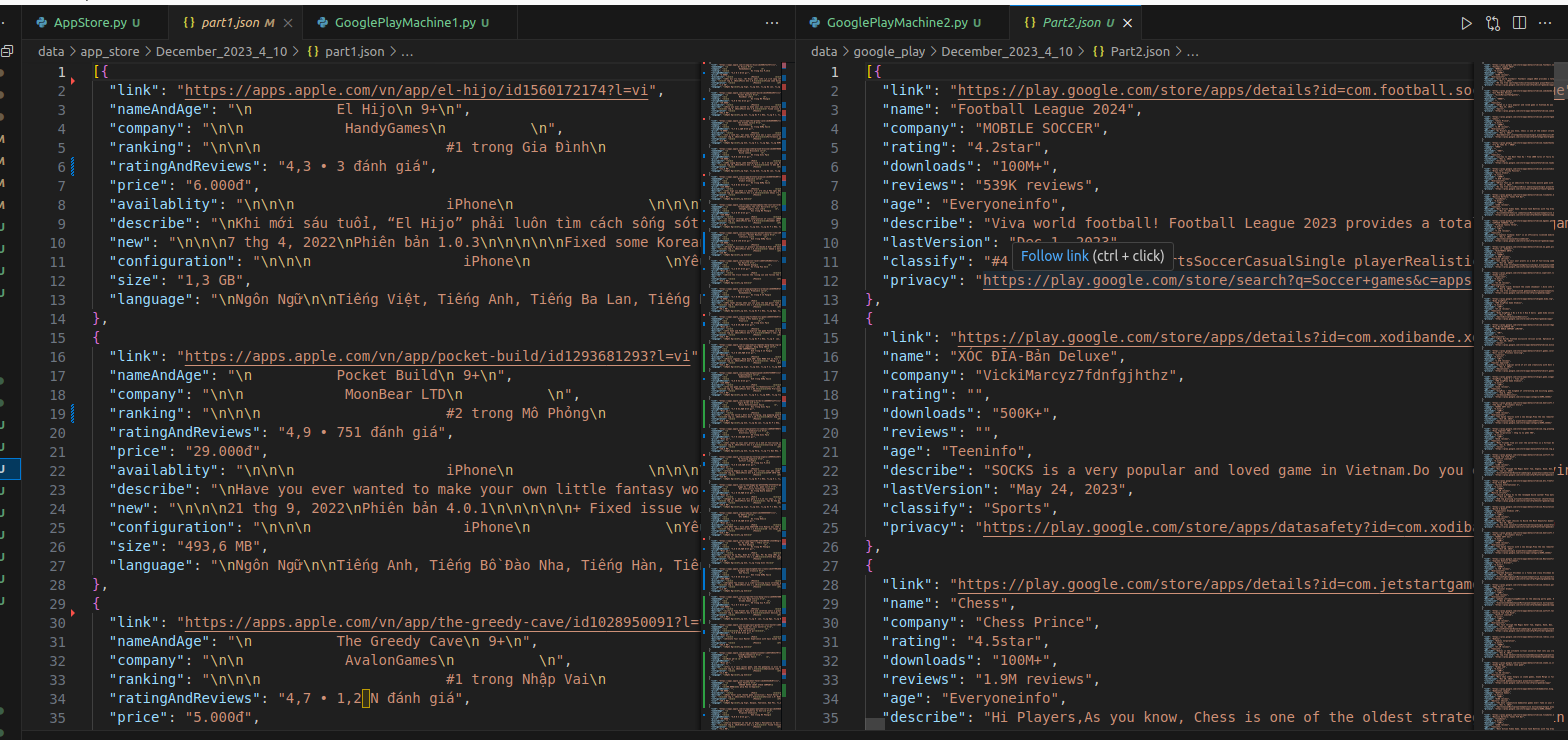 AppStore.py U
{} part1.json M
GooglePlayMachine1.py U
data > app_store > December_2023_4_10 > {} part1.json > ...
1 [{
2 "link": "https://apps.apple.com/vn/app/el-hijo/id1560172174?l=vi",
3 "nameAndAge": "\n El Hijo\n 9+\n",
4 "company": "\n\n HandyGames\n \n",
5 "ranking": "\n\n\n #1 trong Gia Đình\n
6 "ratingAndReviews": "4,3 • 3 đánh giá",
7 "price": "6.000đ",
8 "availablity": "\n\n\n iPhone\n \n\n\n
9 "describe": "\nKhi mới sáu tuổi, “El Hijo” phải luôn tìm cách sống sót
10 "new": "\n\n\n7 thg 4, 2022\nPhiên bản 1.0.3\n\n\n\n\nFixed some Korean
11 "configuration": "\n\n\n iPhone\n \nYê
12 "size": "1,3 GB",
13 "language": "\nNgôn Ngữ\n\nTiếng Việt, Tiếng Anh, Tiếng Ba Lan, Tiếng
14 },
15 {
16 "link": "https://apps.apple.com/vn/app/pocket-build/id1293681293?l=vi"
17 "nameAndAge": "\n Pocket Build\n 9+\n",
18 "company": "\n\n MoonBear LTD\n \n",
19 "ranking": "\n\n\n #2 trong Mô Phỏng\n
20 "ratingAndReviews": "4,9 • 751 đánh giá",
21 "price": "29.000đ",
22 "availablity": "\n\n\n iPhone\n \n\n\n
23 "describe": "\nHave you ever wanted to make your own little fantasy wo
24 "new": "\n\n\n21 thg 9, 2022\nPhiên bản 4.0.1\n\n\n\n\n+ Fixed issue w
25 "configuration": "\n\n\n iPhone\n \nYê
26 "size": "493,6 MB",
27 "language": "\nNgôn Ngữ\n\nTiếng Anh, Tiếng Bồ Đào Nha, Tiếng Hàn, Tiế
28 },
29 {
30 "link": "https://apps.apple.com/vn/app/the-greedy-cave/id1028950091?l=
31 "nameAndAge": "\n The Greedy Cave\n 9+\n",
32 "company": "\n\n AvalonGames\n \n",
33 "ranking": "\n\n\n #1 trong Nhập Vai\n
34 "ratingAndReviews": "4,7 • 1,2 N đánh giá",
35 "price": "5.000đ",
GooglePlayMachine2.py U
{} Part2.json U
data > google_play > December_2023_4_10 > {} Part2.json > ...
1 [{
2 "link": "https://play.google.com/store/apps/details?id=com.football.soc
3 "name": "Football League 2024",
4 "company": "MOBILE SOCCER",
5 "rating": "4.2star",
6 "downloads": "100M+",
7 "reviews": "539K reviews",
8 "age": "Everyoneinfo",
9 "describe": "Viva world football! Football League 2023 provides a tota
10 "lastVersion": "Dec 1, 2023"
Follow link (ctrl + click)
11 "classify": "#4 rtsSoccerCasualSingle playerRealisti
12 "privacy": "https://play.google.com/store/search?q=Soccer+games&c=apps
13 },
14 {
15 "link": "https://play.google.com/store/apps/details?id=com.xodibande.x
16 "name": "XÓC ĐĨA-Bản Deluxe",
17 "company": "VickiMarcyz7fdnfgjhthz",
18 "rating": "",
19 "downloads": "500K+",
20 "reviews": "",
21 "age": "Teeninfo",
22 "describe": "SOCKS is a very popular and loved game in Vietnam.Do you
23 "lastVersion": "May 24, 2023",
24 "classify": "Sports",
25 "privacy": "https://play.google.com/store/apps/datasafety?id=com.xodiba
26 },
27 {
28 "link": "https://play.google.com/store/apps/details?id=com.jetstartgam
29 "name": "Chess",
30 "company": "Chess Prince",
31 "rating": "4.5star",
32 "downloads": "100M+",
33 "reviews": "1.9M reviews",
34 "age": "Everyoneinfo",
35 "describe": "Hi Players,As you know, Chess is one of the oldest strate